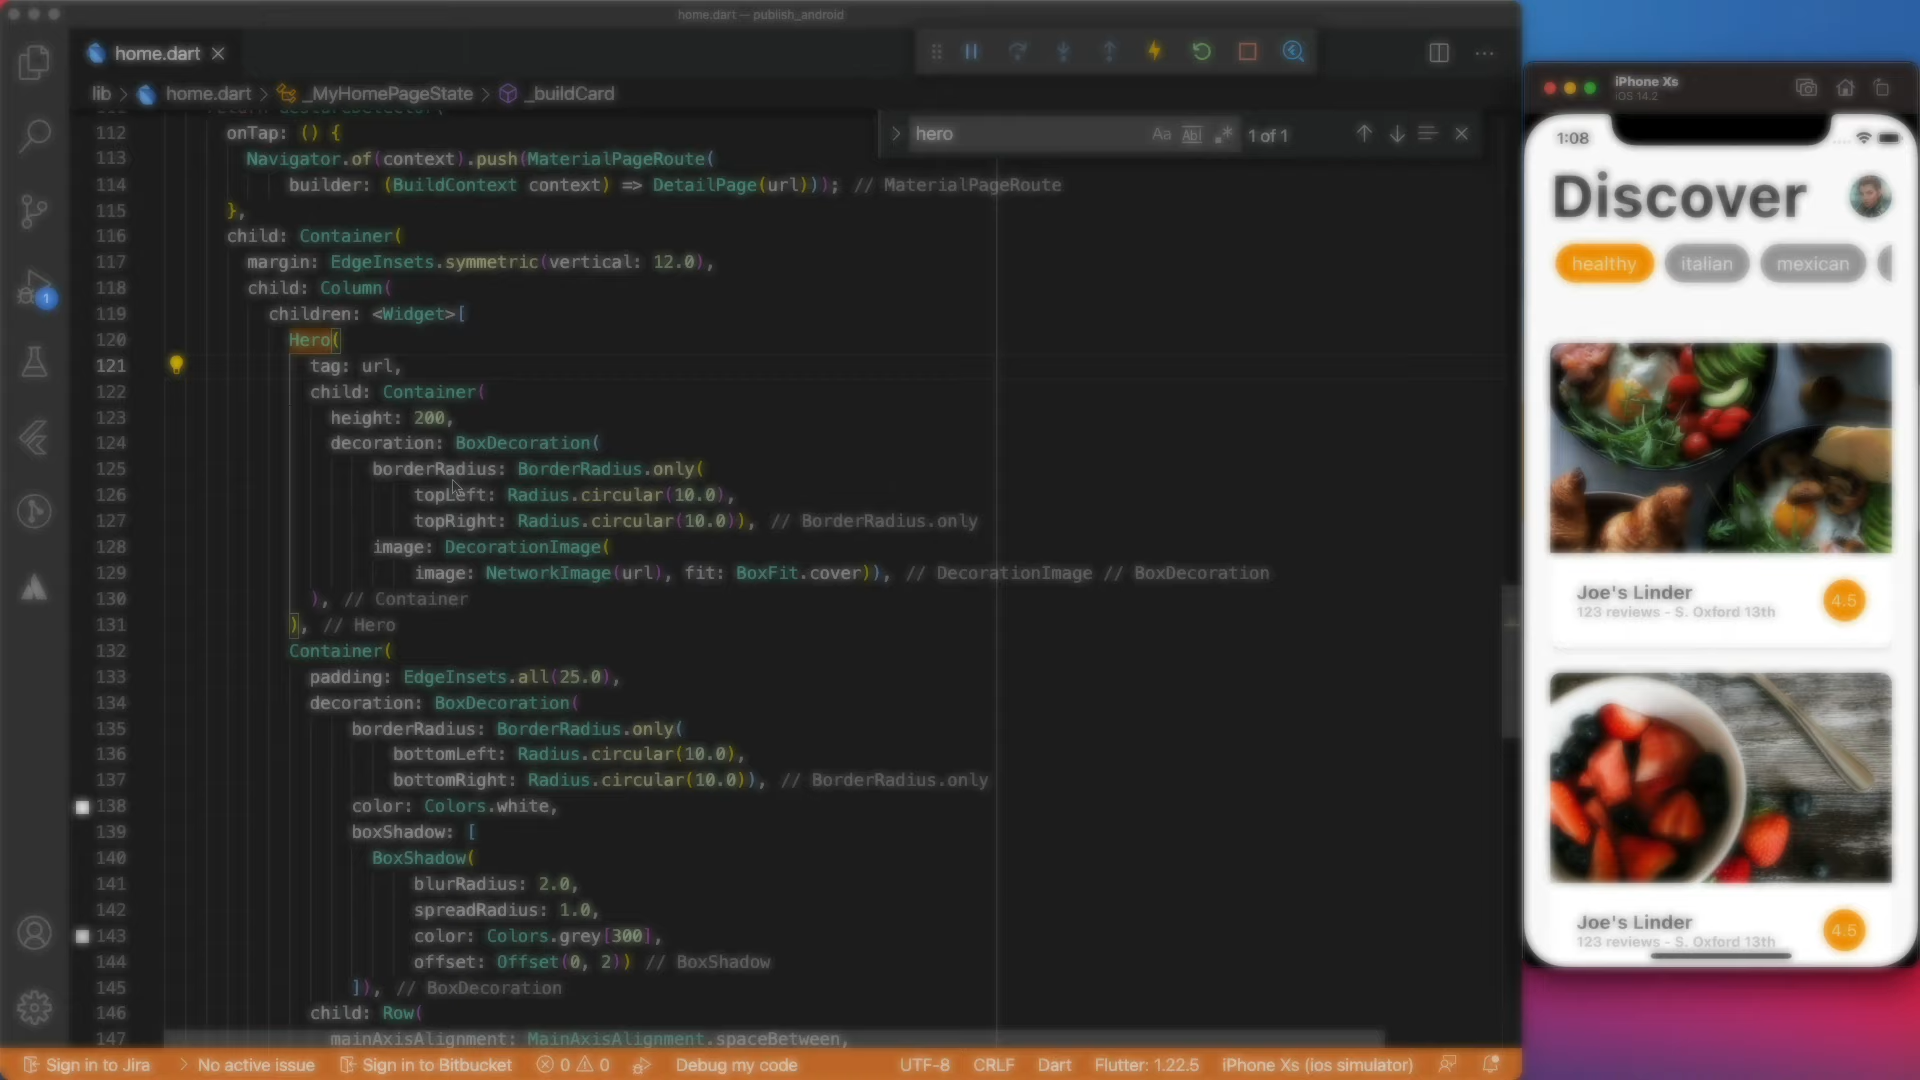 home.dart — publish_android
home.dart
lib > home.dart > _MyHomePageState > _buildCard
hero
Aa Abl .* 1 of 1
112 onTap: () {
113 Navigator.of(context).push(MaterialPageRoute(
114 builder: (BuildContext context) => DetailPage(url))); // MaterialPageRoute
115 },
116 child: Container(
117 margin: EdgeInsets.symmetric(vertical: 12.0),
118 child: Column(
119 children: <Widget>[
120 Hero(
121 tag: url,
122 child: Container(
123 height: 200,
124 decoration: BoxDecoration(
125 borderRadius: BorderRadius.only(
126 topLeft: Radius.circular(10.0),
127 topRight: Radius.circular(10.0)), // BorderRadius.only
128 image: DecorationImage(
129 image: NetworkImage(url), fit: BoxFit.cover)), // DecorationImage // BoxDecoration
130 ), // Container
131 ), // Hero
132 Container(
133 padding: EdgeInsets.all(25.0),
134 decoration: BoxDecoration(
135 borderRadius: BorderRadius.only(
136 bottomLeft: Radius.circular(10.0),
137 bottomRight: Radius.circular(10.0)), // BorderRadius.only
138 color: Colors.white,
139 boxShadow: [
140 BoxShadow(
141 blurRadius: 2.0,
142 spreadRadius: 1.0,
143 color: Colors.grey[300],
144 offset: Offset(0, 2)) // BoxShadow
145 ]), // BoxDecoration
146 child: Row(
147 mainAxisAlignment: MainAxisAlignment.spaceBetween,
1
Sign in to Jira > No active issue Sign in to Bitbucket 0 0 Debug my code UTF-8 CRLF Dart Flutter: 1.22.5 iPhone Xs (ios simulator)
iPhone Xs
iOS 14.2
1:08
Discover
healthy italian mexican
Joe's Linder
123 reviews - S. Oxford 13th
4.5
Joe's Linder
123 reviews - S. Oxford 13th
4.5